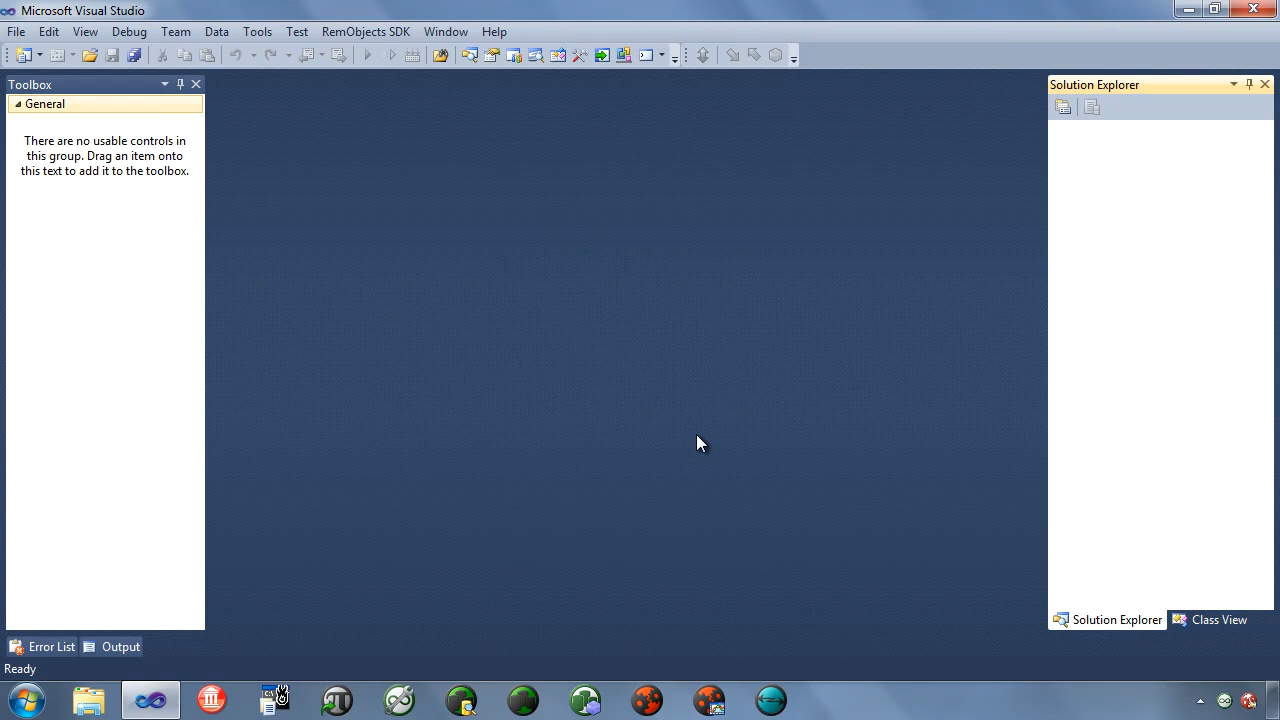 Microsoft Visual Studio
File Edit View Debug Team Data Tools Test RemObjects SDK Window Help
Toolbox
General
There are no usable controls in
this group. Drag an item onto
this text to add it to the toolbox.
Solution Explorer
Solution Explorer Class View
Error List Output
Ready